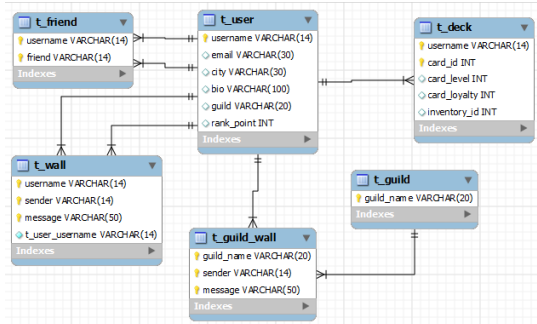 t_friend
username VARCHAR(14)
friend VARCHAR(14)
Indexes
t_user
username VARCHAR(14)
email VARCHAR(30)
city VARCHAR(30)
bio VARCHAR(100)
guild VARCHAR(20)
rank_point INT
Indexes
t_deck
username VARCHAR(14)
card_id INT
card_level INT
card_loyalty INT
inventory_id INT
Indexes
t_wall
username VARCHAR(14)
sender VARCHAR(14)
message VARCHAR(50)
t_user_username VARCHAR(14)
Indexes
t_guild
guild_name VARCHAR(20)
Indexes
t_guild_wall
guild_name VARCHAR(20)
sender VARCHAR(14)
message VARCHAR(50)
Indexes